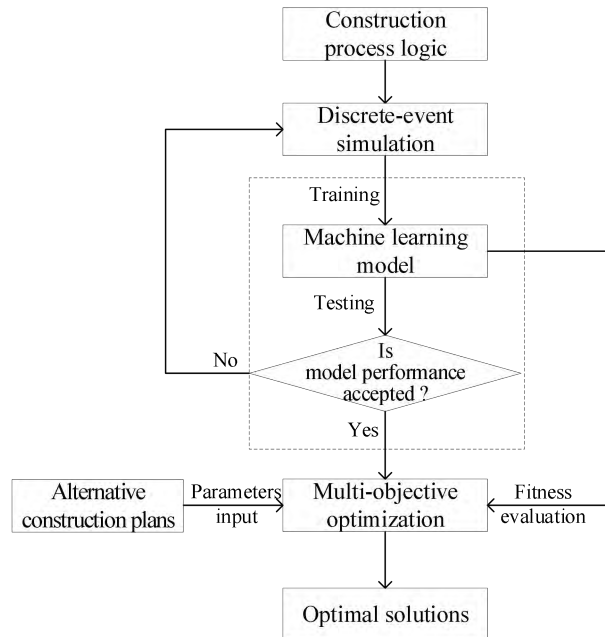 Construction
process logic
Discrete-event
simulation
Training
Machine learning
model
Testing
No
Is
model performance
accepted ?
Yes
Alternative
construction plans
Parameters
input
Multi-objective
optimization
Fitness
evaluation
Optimal solutions